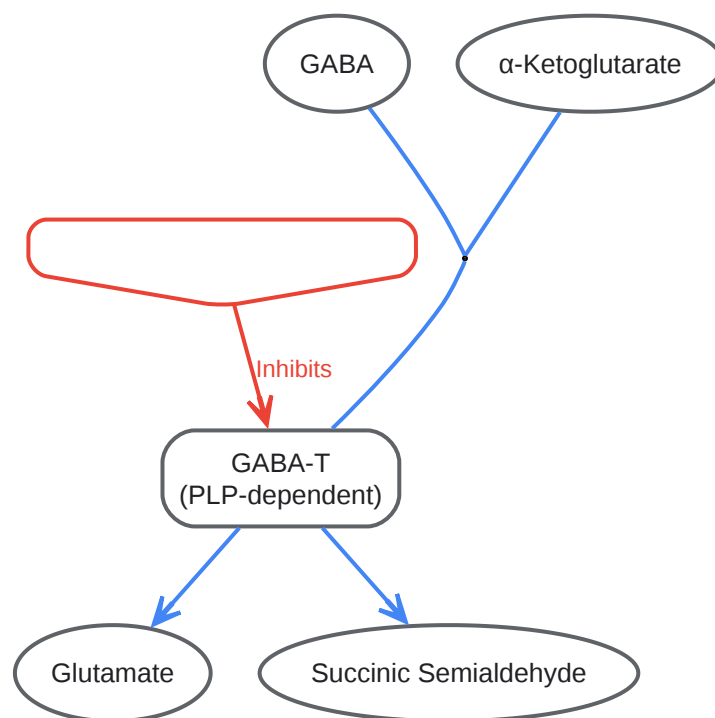 GABA
α-Ketoglutarate
Inhibits
GABA-T
(PLP-dependent)
Glutamate
Succinic Semialdehyde